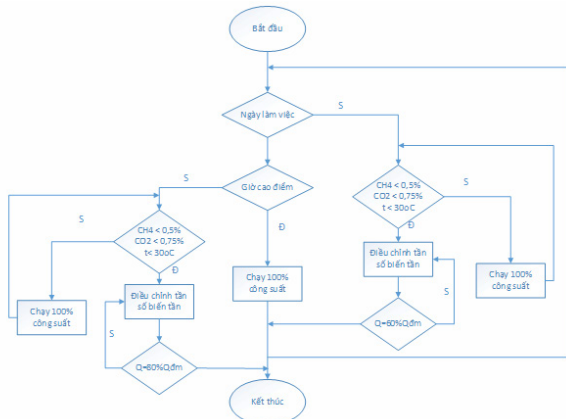 Bắt đầu
Ngày làm việc
S
S
Giờ cao điểm
Đ
CH4 < 0,5%
CO2 < 0,75%
t < 30oC
S
Đ
S
CH4 < 0,5%
CO2 < 0,75%
t< 30oC
Đ
Chạy 100%
công suất
Điều chỉnh tần
số biến tần
S
Q=80%Qđm
Chạy 100%
công suất
Điều chỉnh tần
số biến tần
S
Q=60%Qđm
Chạy 100%
công suất
Kết thúc